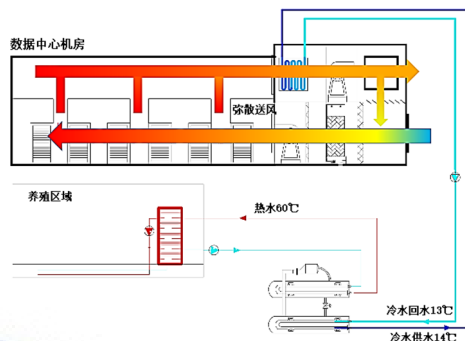 数据中心机房
弥散送风
养殖区域
热水60℃
冷水回水13℃
冷水供水14℃